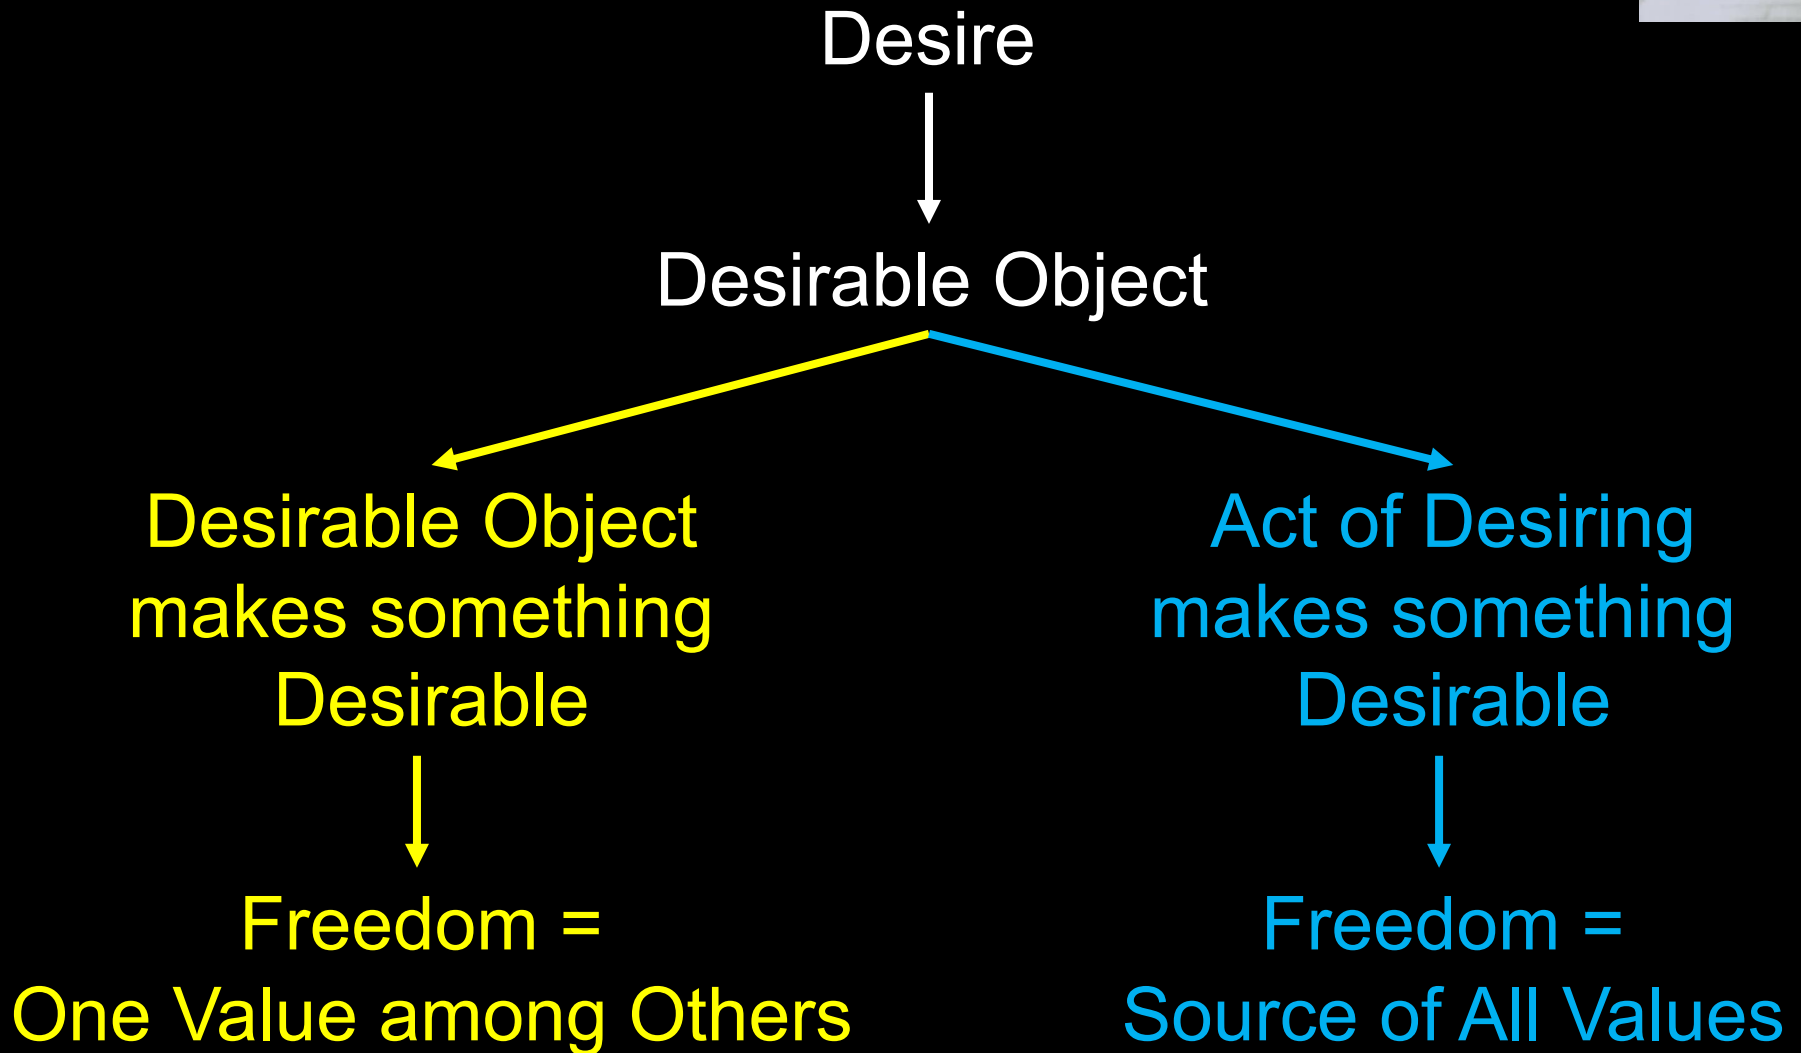 Desire
Desirable Object
Desirable Object
makes something
Desirable
Freedom =
One Value among Others
Act of Desiring
makes something
Desirable
Freedom =
Source of All Values